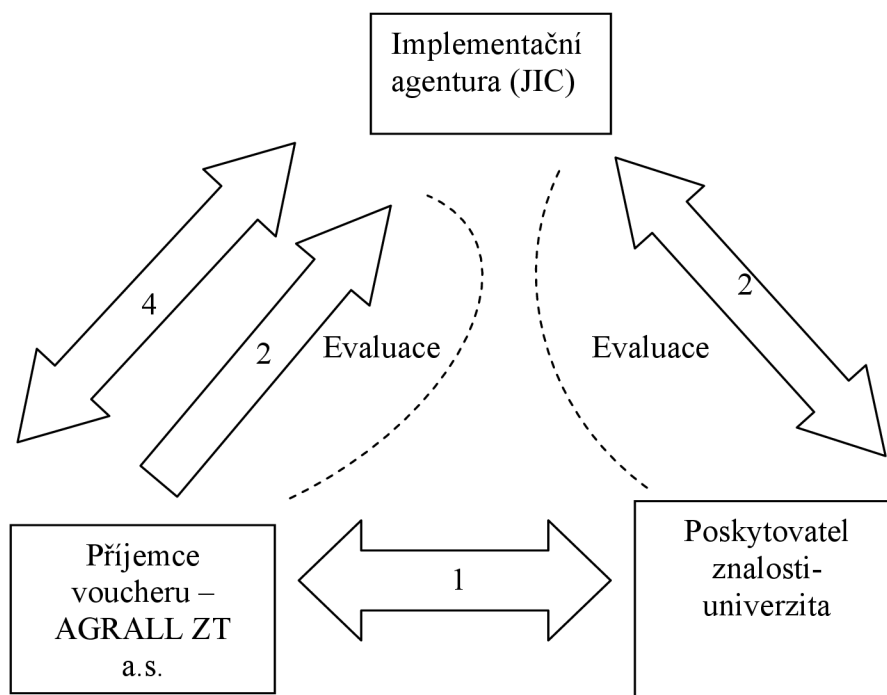 Implementační
agentura (JIC)
4
2
Evaluace
Evaluace
2
Příjemce
voucheru –
AGRALL ZT
a.s.
1
Poskytovatel
znalosti-
univerzita